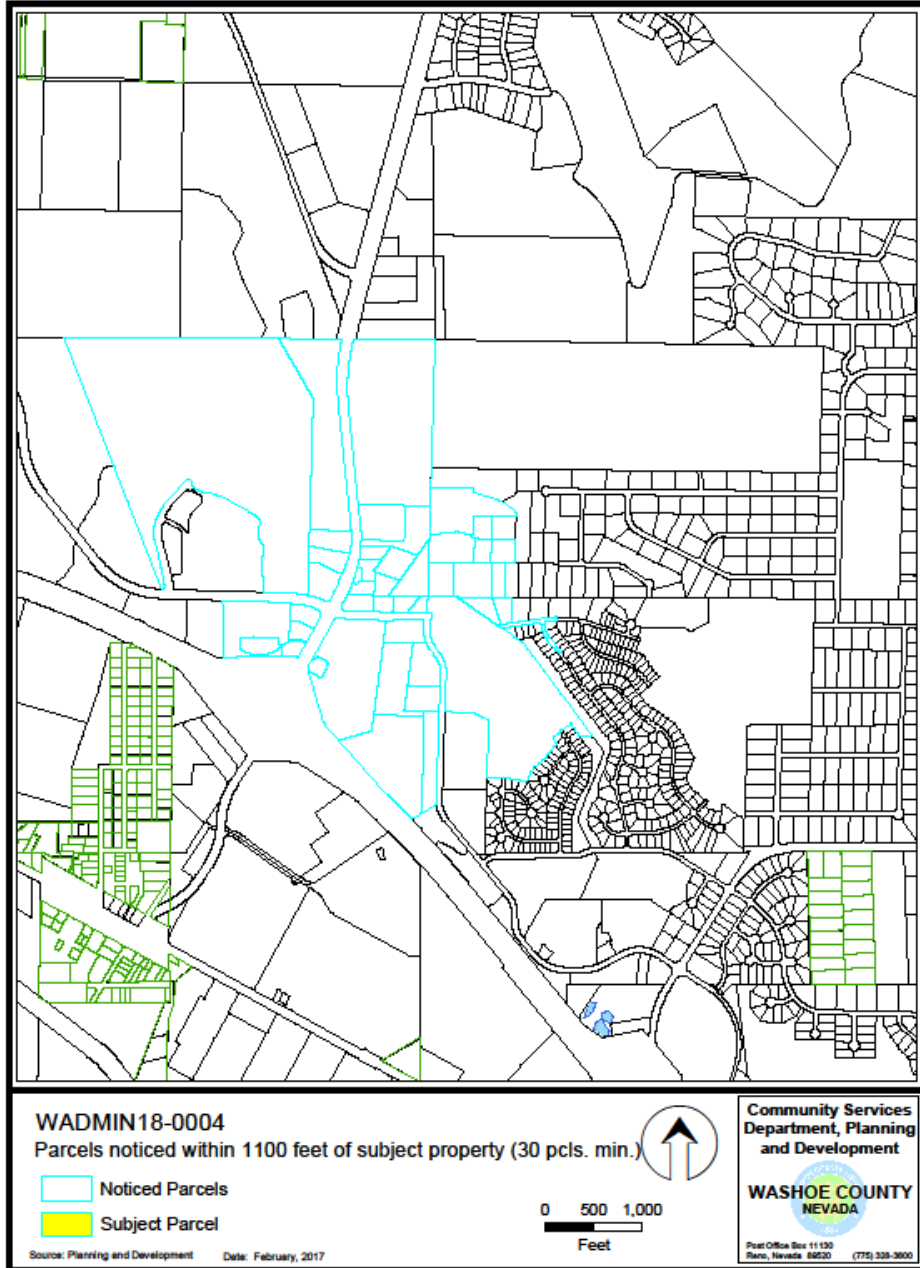 WADMIN18-0004
Parcels noticed within 1100 feet of subject property (30 pcls. min.)
Noticed Parcels
Subject Parcel
Source: Planning and Development Date: February, 2017
0 500 1,000
Feet
Community Services
Department, Planning
and Development
WASHOE COUNTY
NEVADA
Post Office Box 11130
Reno, Nevada 89520 (775) 328-3600